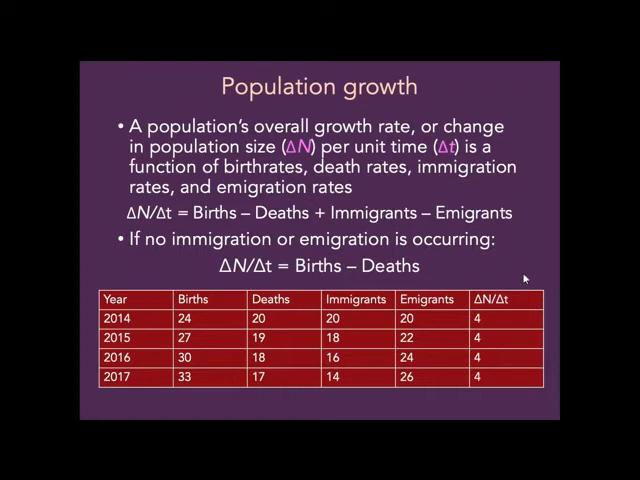 Population growth
• A population's overall growth rate, or change
in population size (ΔN) per unit time (Δt) is a
function of birthrates, death rates, immigration
rates, and emigration rates
ΔN/Δt = Births – Deaths + Immigrants – Emigrants
• If no immigration or emigration is occurring:
ΔN/Δt = Births – Deaths
Year Births Deaths Immigrants Emigrants ΔN/Δt
2014 24 20 20 20 4
2015 27 19 18 22 4
2016 30 18 16 24 4
2017 33 17 14 26 4